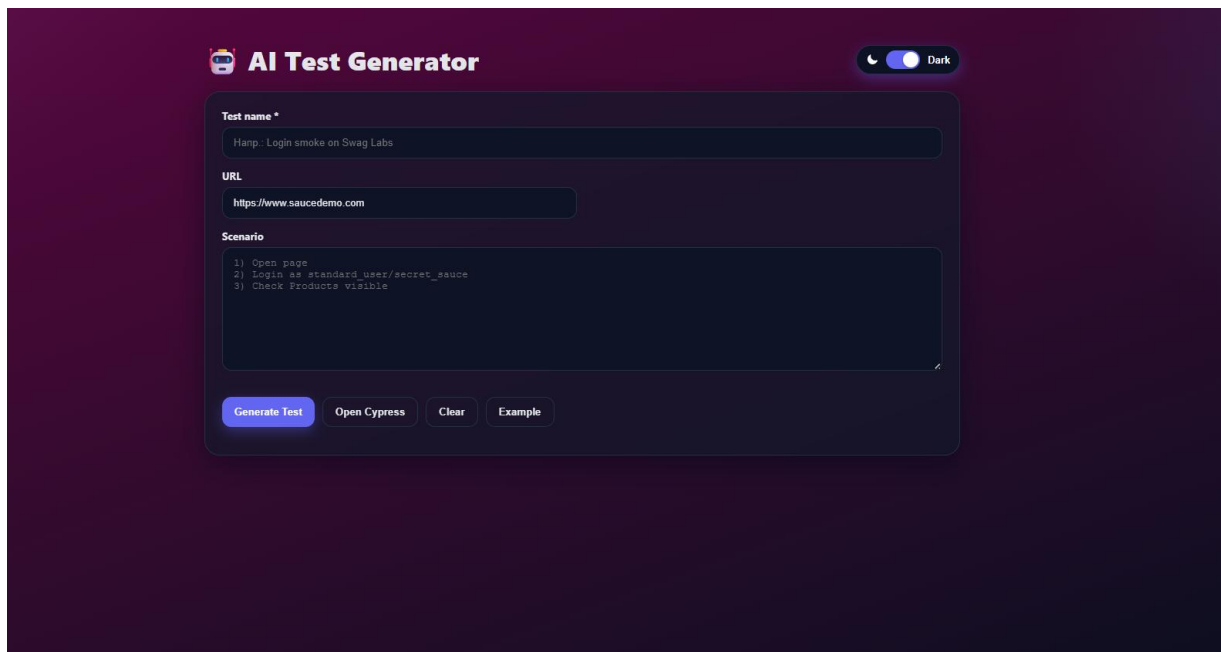 AI Test Generator
Dark
Test name *
Hanp.: Login smoke on Swag Labs
URL
https://www.saucedemo.com
Scenario
1) Open page
2) Login as standard_user/secret_sauce
3) Check Products visible
Generate Test
Open Cypress
Clear
Example